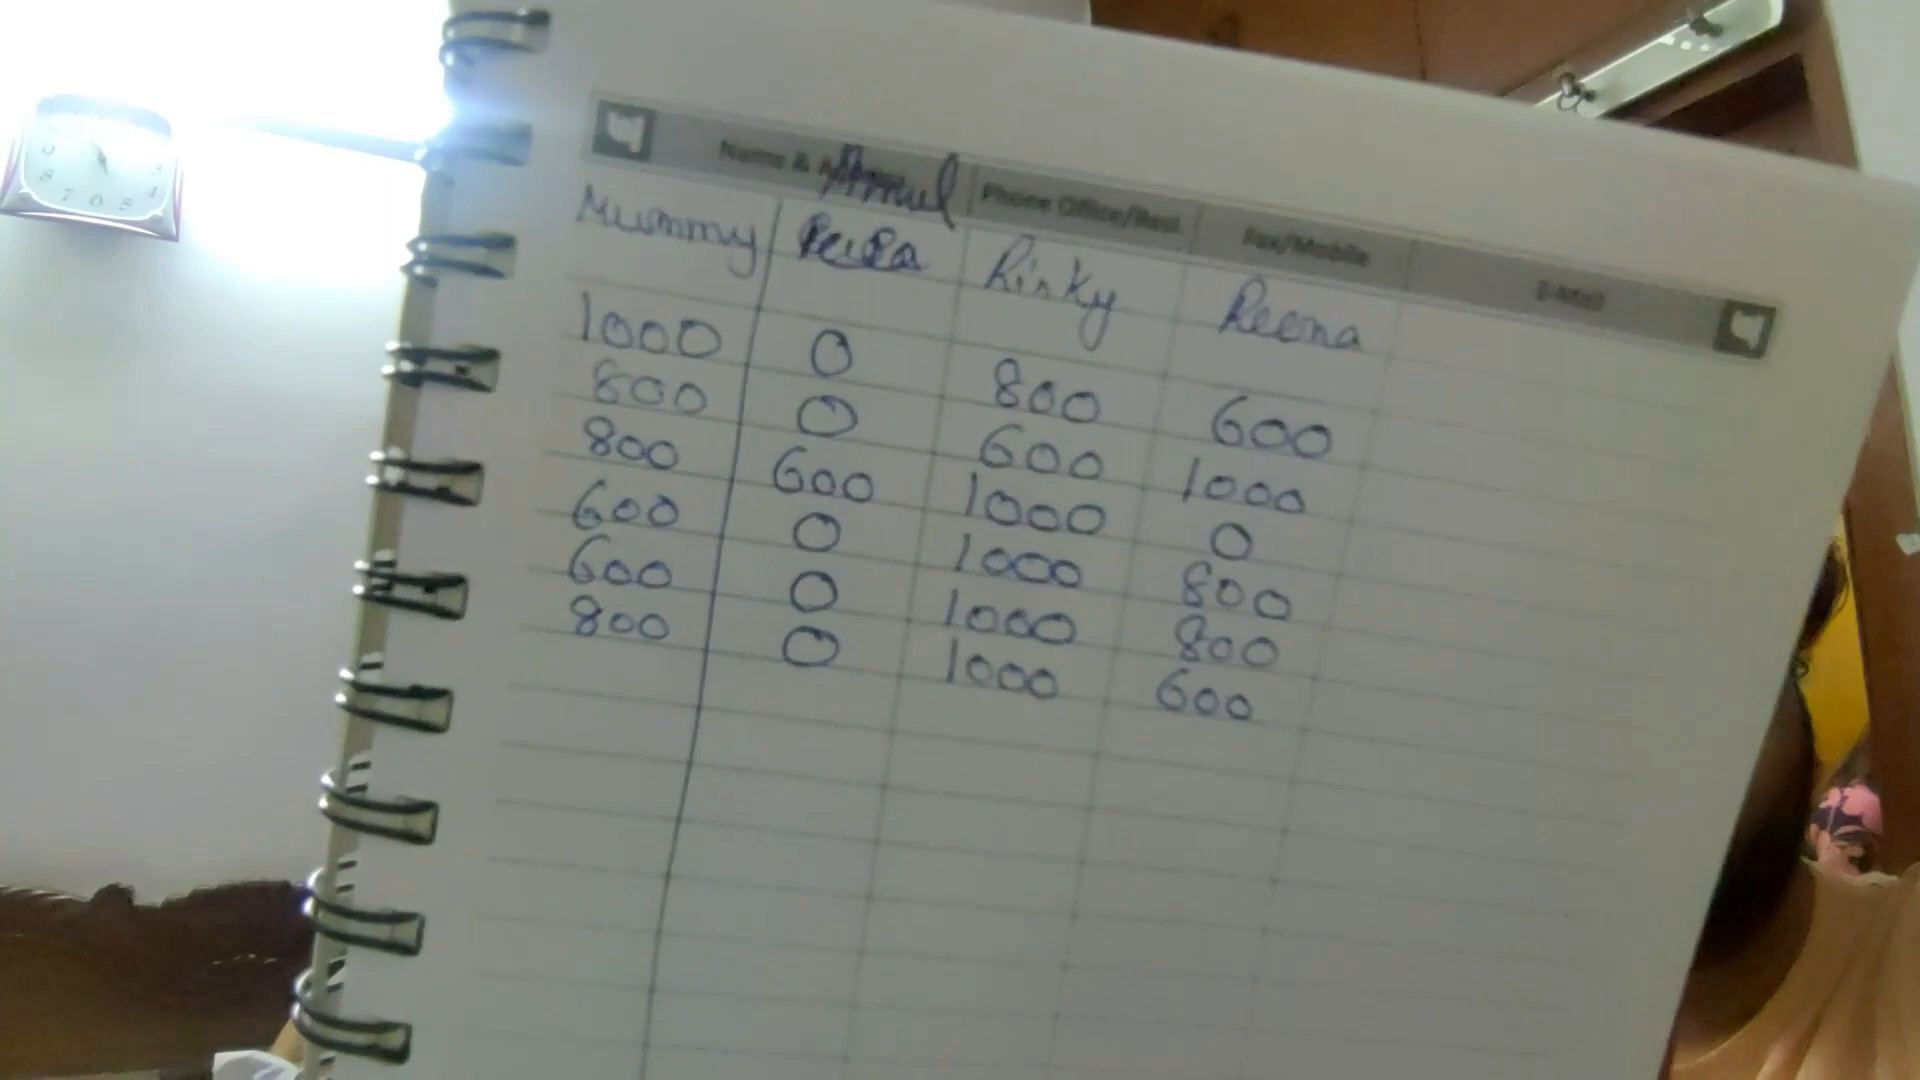 Name & A
Amul
Phone Office/Resi.
Fax/Mobile
E-Mail
Mummy Rinky Reena
1000 0 800 600
800 0 600 1000
800 600 1000 0
600 0 1000 800
600 0 1000 800
800 0 1000 600